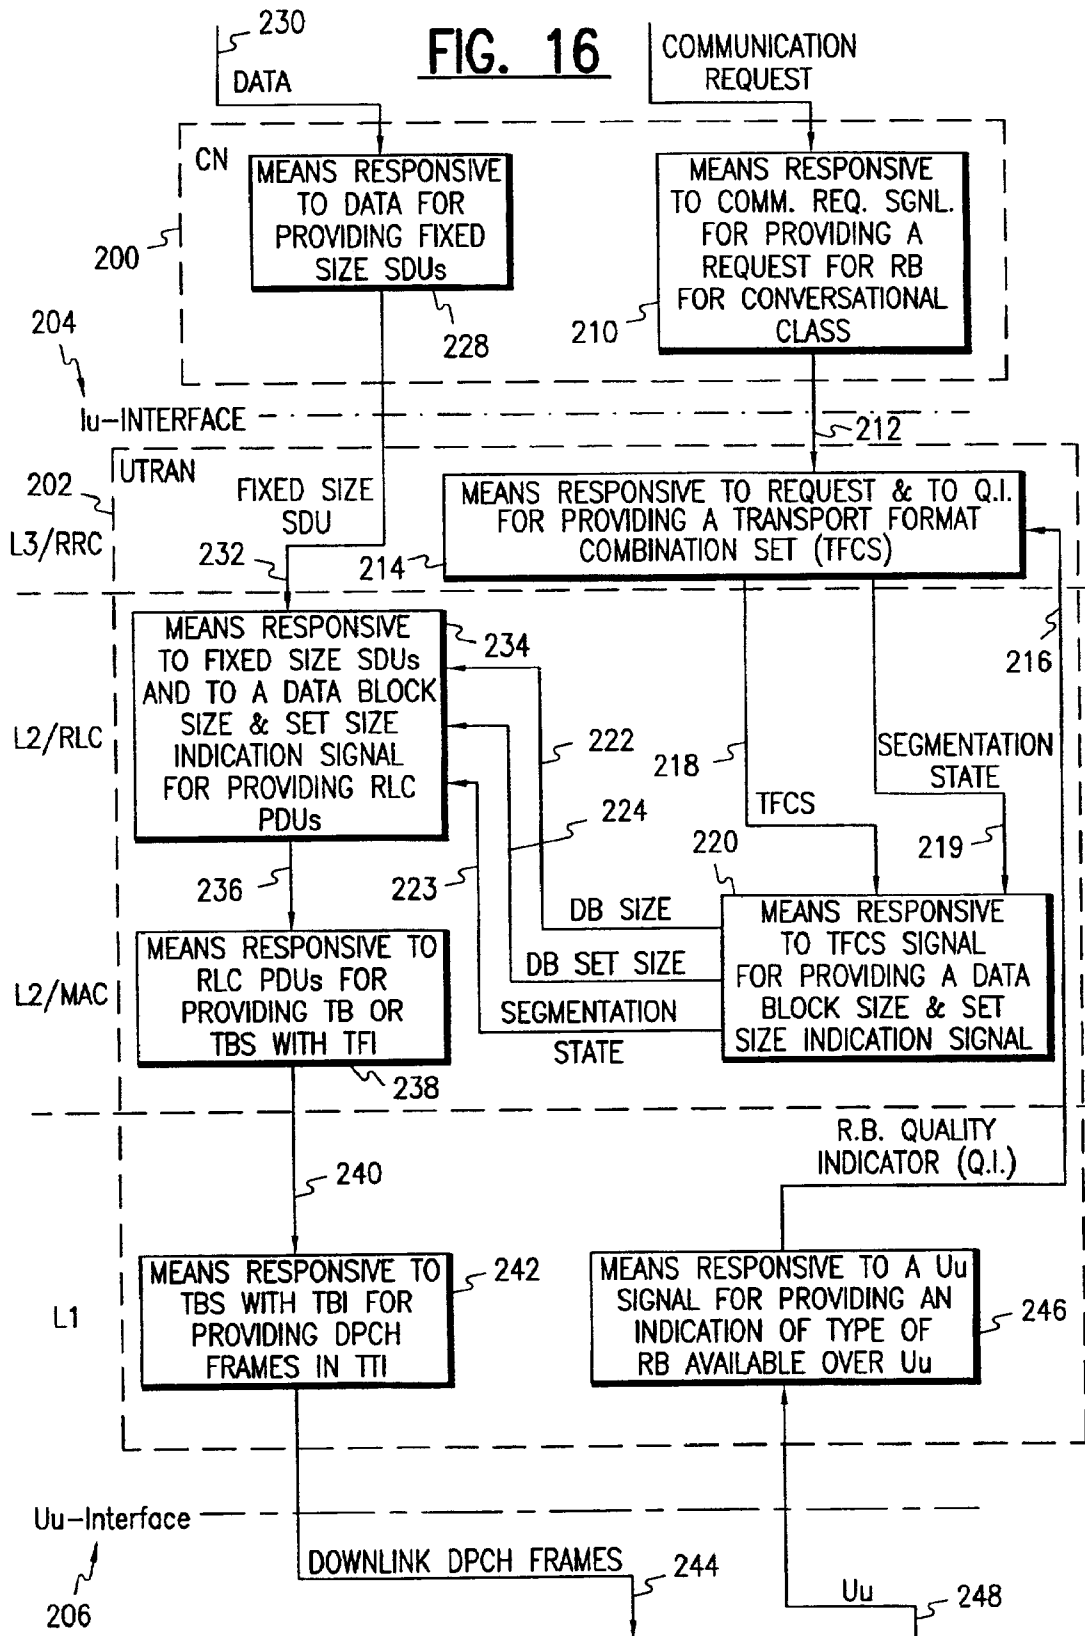 FIG. 16
230
DATA
COMMUNICATION
REQUEST
CN
200
MEANS RESPONSIVE
TO DATA FOR
PROVIDING FIXED
SIZE SDUs
228
MEANS RESPONSIVE
TO COMM. REQ. SGNL.
FOR PROVIDING A
REQUEST FOR RB
FOR CONVERSATIONAL
CLASS
210
204
Iu-INTERFACE
212
202
UTRAN
L3/RRC
FIXED SIZE
SDU
232
MEANS RESPONSIVE TO REQUEST & TO Q.I.
FOR PROVIDING A TRANSPORT FORMAT
COMBINATION SET (TFCS)
214
216
L2/RLC
MEANS RESPONSIVE
TO FIXED SIZE SDUs
AND TO A DATA BLOCK
SIZE & SET SIZE
INDICATION SIGNAL
FOR PROVIDING RLC
PDUs
234
222
224
223
218
TFCS
SEGMENTATION
STATE
219
220
236
DB SIZE
DB SET SIZE
SEGMENTATION
STATE
MEANS RESPONSIVE
TO TFCS SIGNAL
FOR PROVIDING A DATA
BLOCK SIZE & SET
SIZE INDICATION SIGNAL
L2/MAC
MEANS RESPONSIVE TO
RLC PDUs FOR
PROVIDING TB OR
TBS WITH TFI
238
R.B. QUALITY
INDICATOR (Q.I.)
240
L1
MEANS RESPONSIVE TO
TBS WITH TBI FOR
PROVIDING DPCH
FRAMES IN TTI
242
MEANS RESPONSIVE TO A Uu
SIGNAL FOR PROVIDING AN
INDICATION OF TYPE OF
RB AVAILABLE OVER Uu
246
Uu-Interface
206
DOWNLINK DPCH FRAMES
244
Uu
248